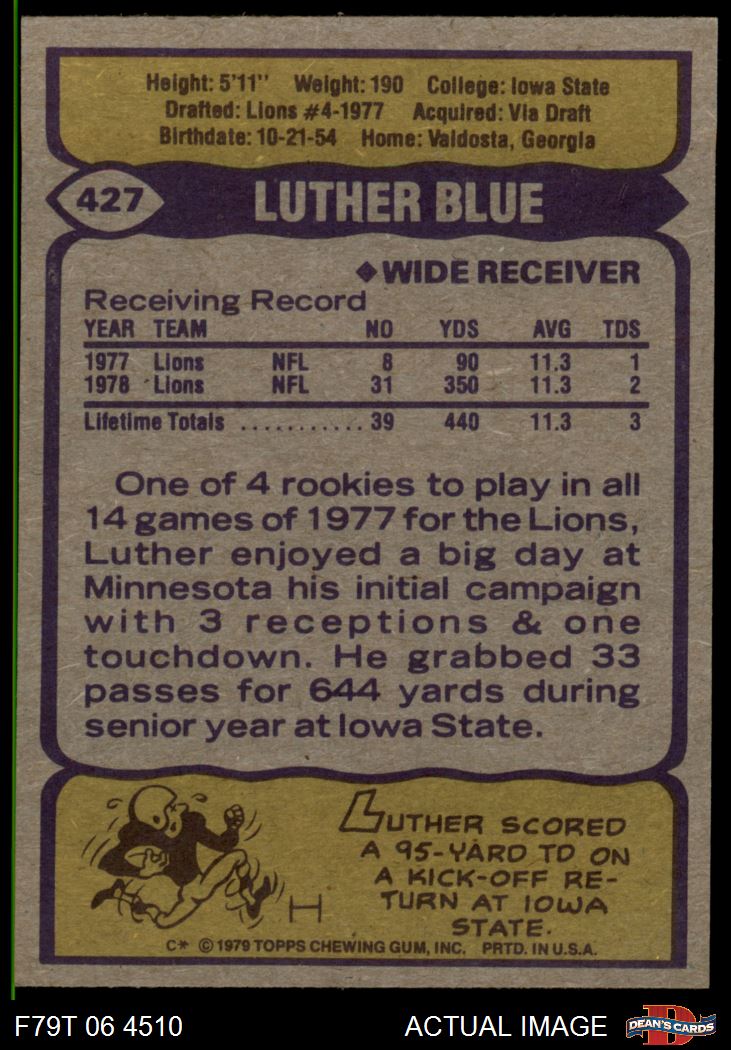 Height: 5'11" Weight: 190 College: Iowa State
Drafted: Lions #4-1977 Acquired: Via Draft
Birthdate: 10-21-54 Home: Valdosta, Georgia
427 LUTHER BLUE
◆WIDE RECEIVER
Receiving Record
YEAR TEAM NO YDS AVG TDS
1977 Lions NFL 8 90 11.3 1
1978 Lions NFL 31 350 11.3 2
Lifetime Totals ............ 39 440 11.3 3
One of 4 rookies to play in all
14 games of 1977 for the Lions,
Luther enjoyed a big day at
Minnesota his initial campaign
with 3 receptions & one
touchdown. He grabbed 33
passes for 644 yards during
senior year at Iowa State.
LUTHER SCORED
A 95-YARD TD ON
A KICK-OFF RE-
TURN AT IOWA
STATE.
C* © 1979 TOPPS CHEWING GUM, INC. PRTD. IN U.S.A.
F79T 06 4510 ACTUAL IMAGE D DEAN'S CARDS